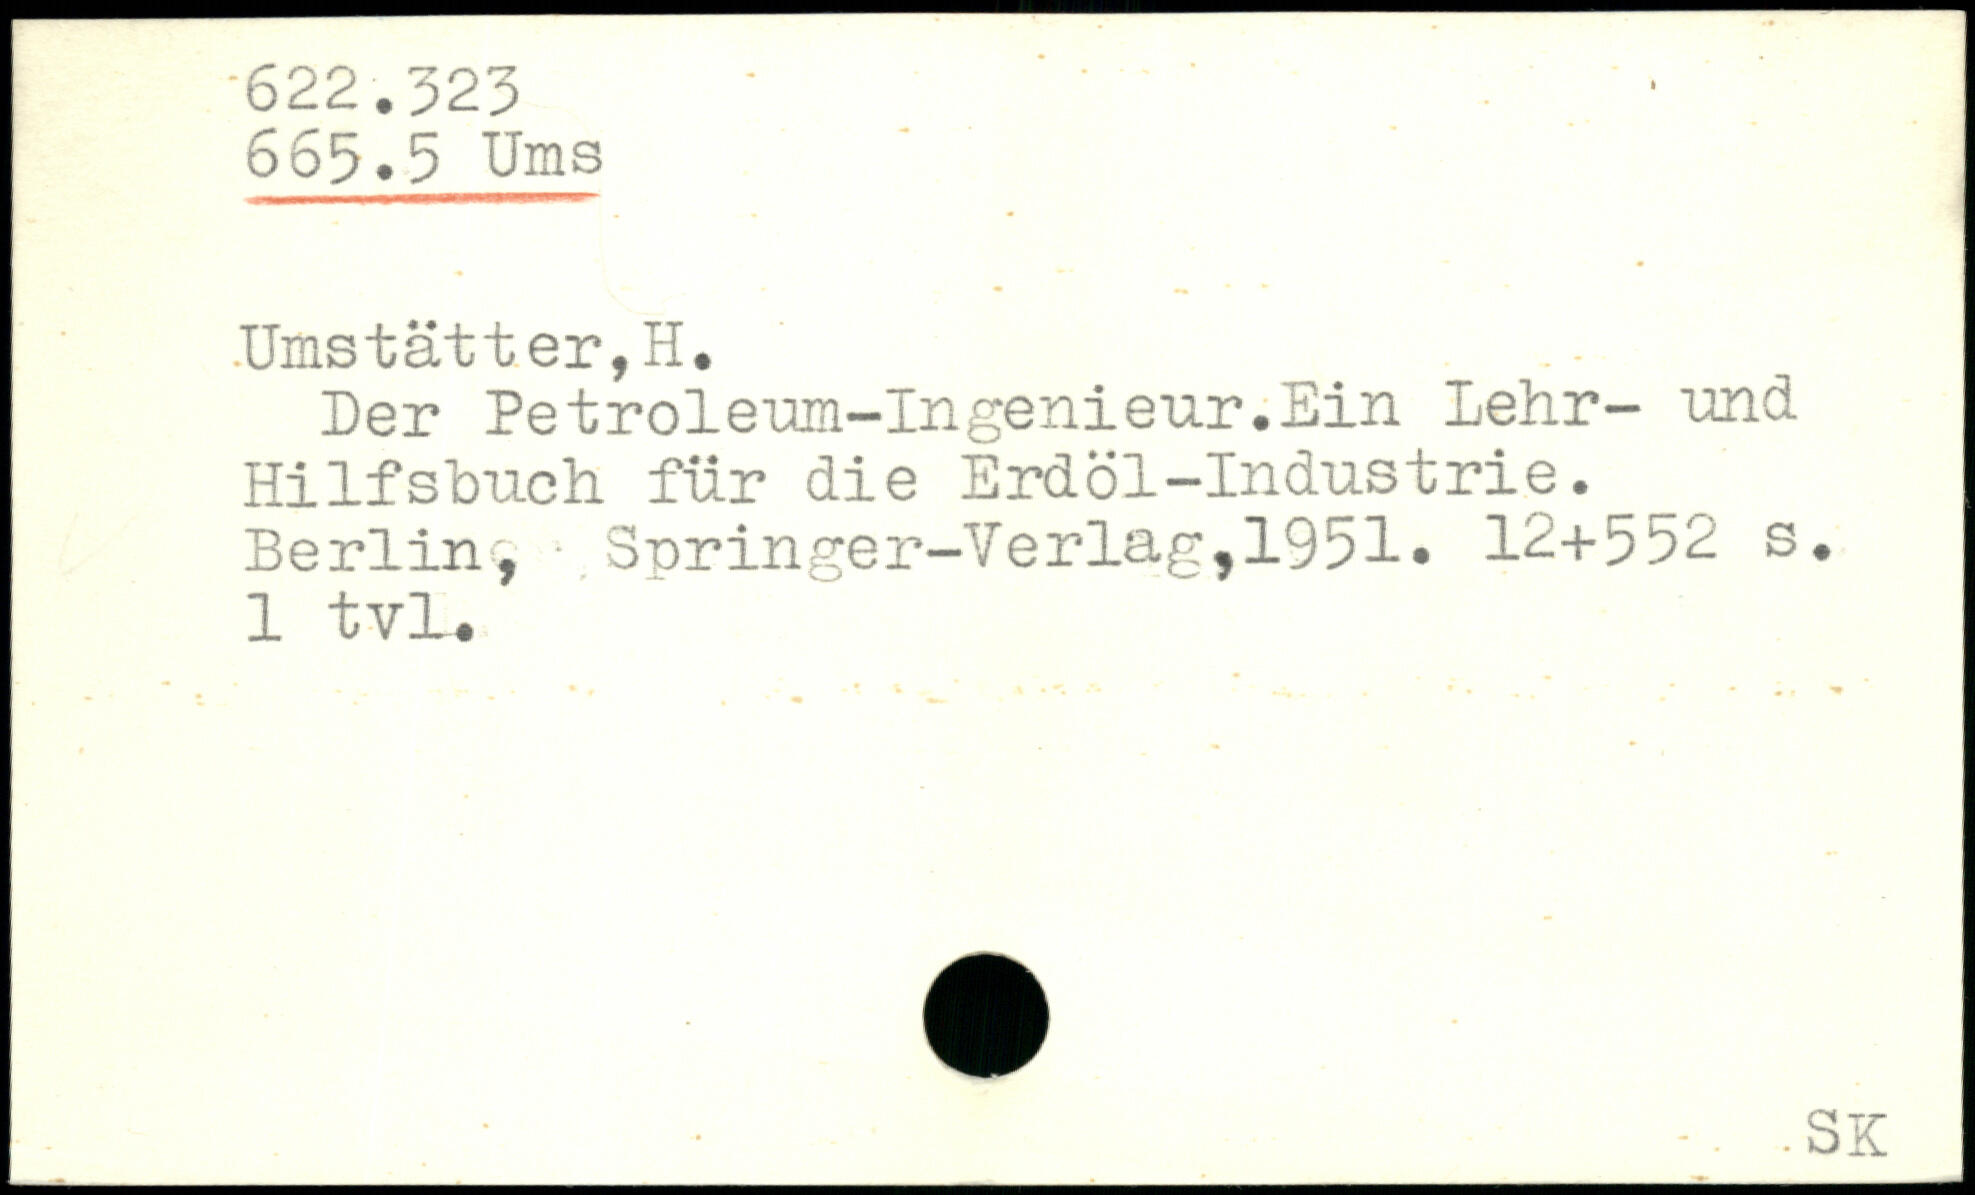 622.323
665.5 Ums
Umstätter,H.
Der Petroleum-Ingenieur.Ein Lehr- und
Hilfsbuch für die Erdöl-Industrie.
Berlin, Springer-Verlag,1951. 12+552 s.
1 tvl.
SK